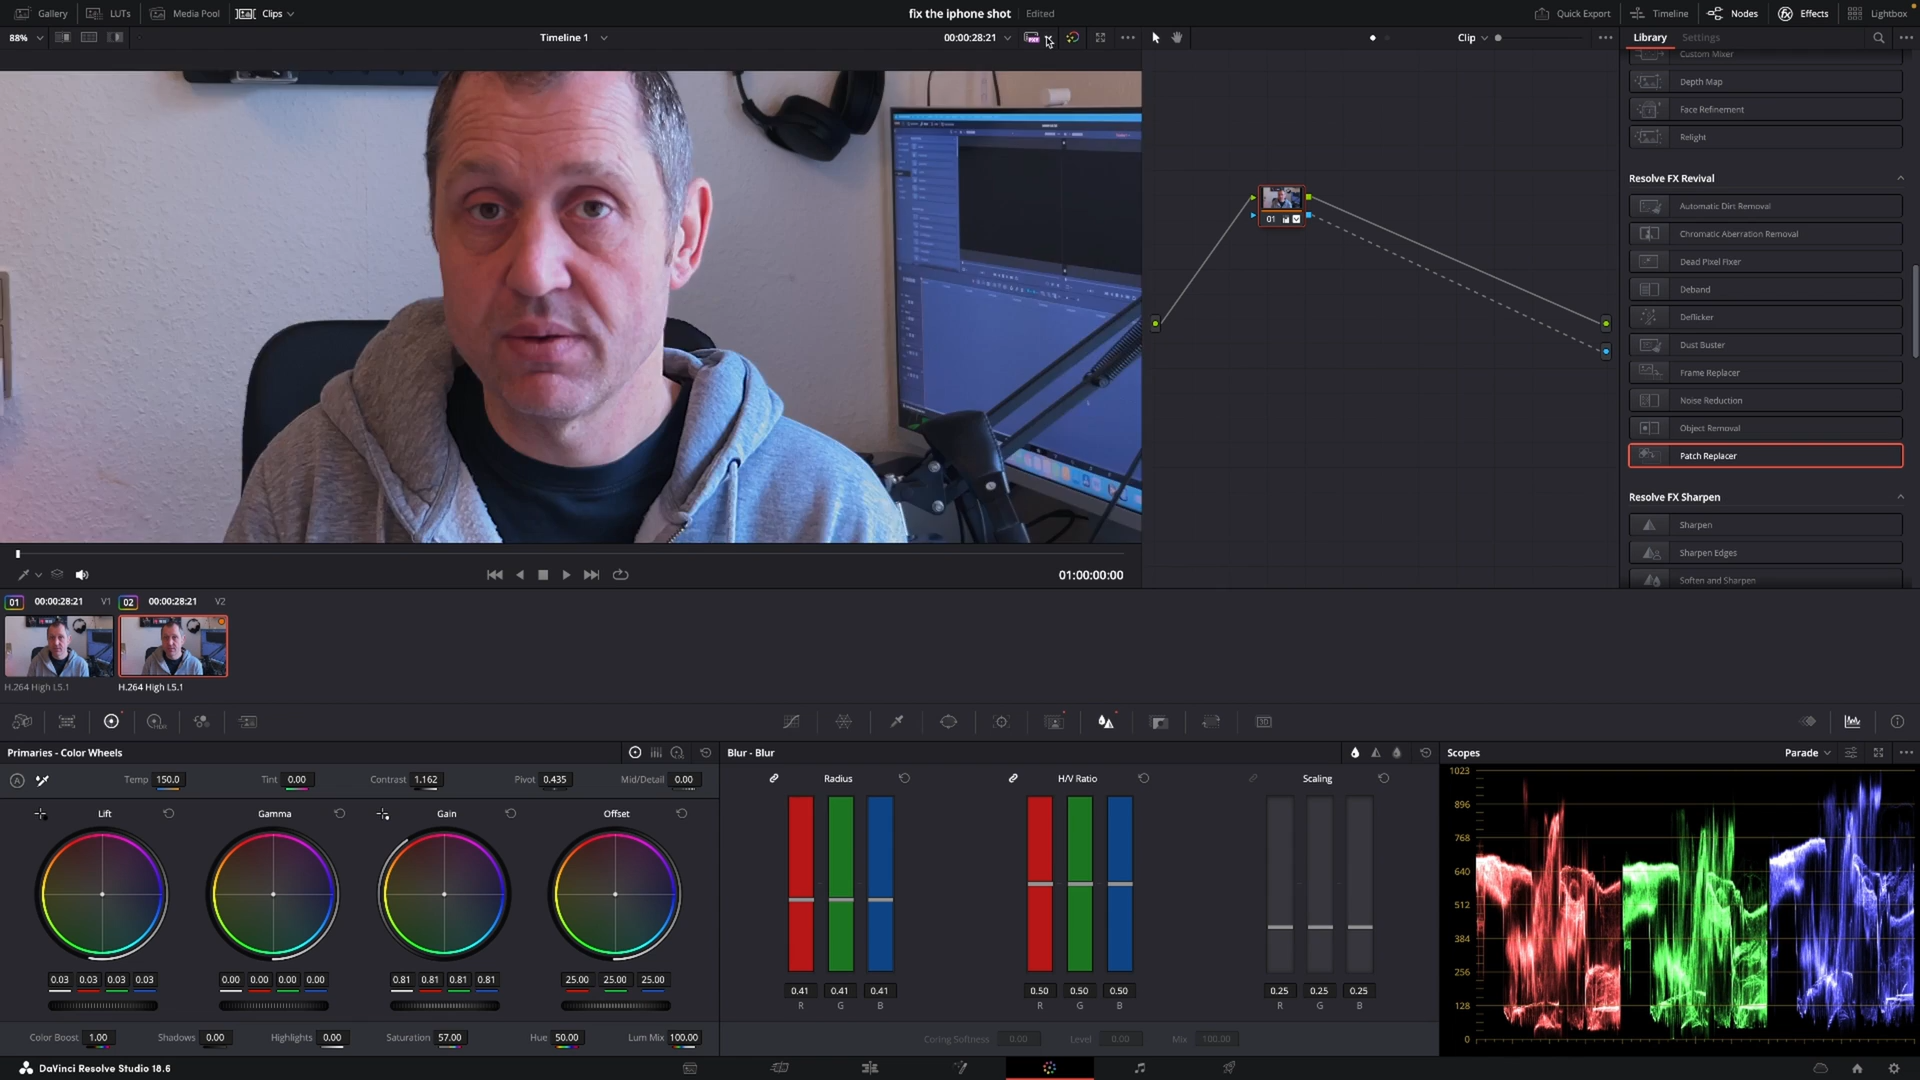 Gallery LUTs Media Pool Clips fix the iphone shot Edited Quick Export Timeline Nodes Effects Lightbox
88% Timeline 1 00:00:28:21 Clip Library Settings
Custom Mixer
Depth Map
Face Refinement
Relight
Resolve FX Revival
Automatic Dirt Removal
Chromatic Aberration Removal
Dead Pixel Fixer
Deband
Deflicker
Dust Buster
Frame Replacer
Noise Reduction
Object Removal
Patch Replacer
Resolve FX Sharpen
Sharpen
Sharpen Edges
Soften and Sharpen
01
01:00:00:00
01 00:00:28:21 V1 02 00:00:28:21 V2
H.264 High L5.1 H.264 High L5.1
Primaries - Color Wheels Blur - Blur Scopes Parade
Temp 150.0 Tint 0.00 Contrast 1.162 Pivot 0.435 Mid/Detail 0.00 Radius H/V Ratio Scaling
Lift Gamma Gain Offset
1023
896
768
640
512
384
256
128
0
0.03 0.03 0.03 0.03 0.00 0.00 0.00 0.00 0.81 0.81 0.81 0.81 25.00 25.00 25.00
0.41 0.41 0.41 0.50 0.50 0.50 0.25 0.25 0.25
R G B R G B R G B
Color Boost 1.00 Shadows 0.00 Highlights 0.00 Saturation 57.00 Hue 50.00 Lum Mix 100.00 Coring Softness 0.00 Level 0.00 Mix 100.00
DaVinci Resolve Studio 18.6